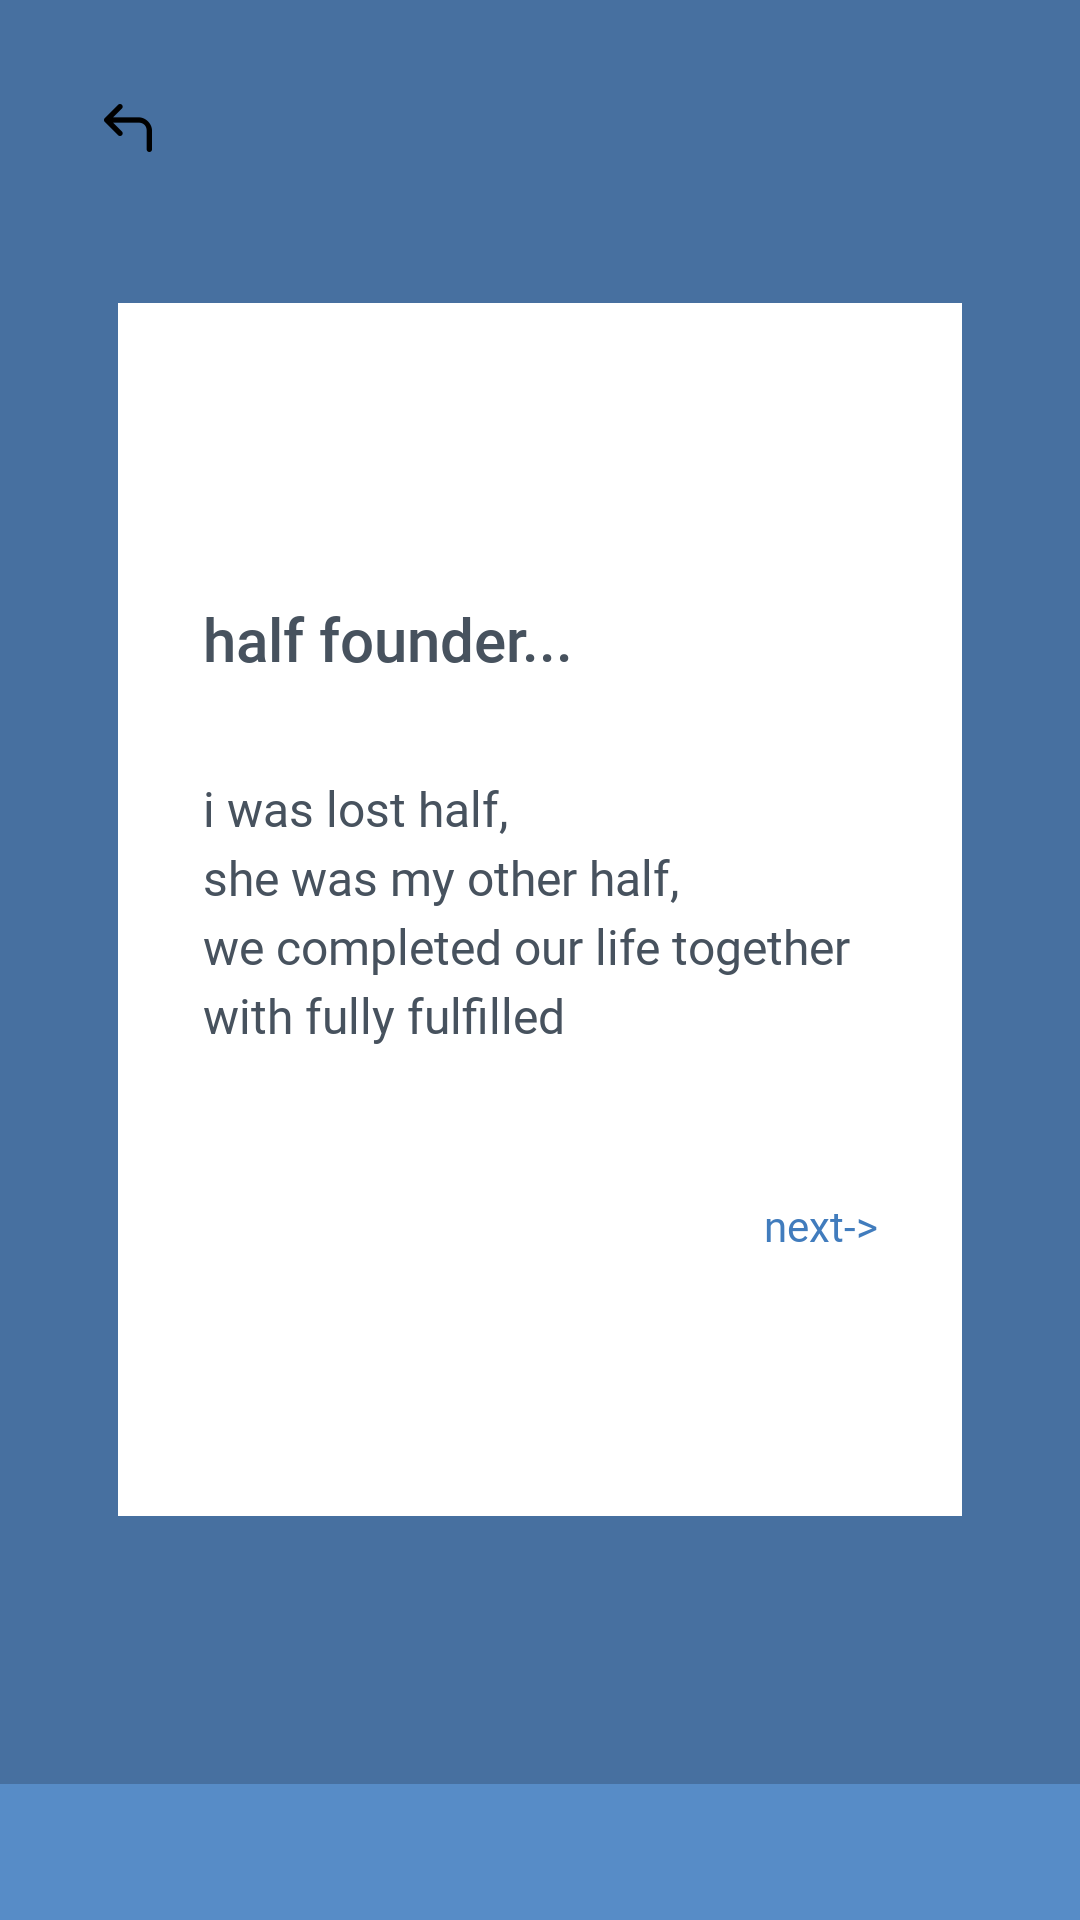 half founder...
i was lost half,
she was my other half,
we completed our life together
with fully fulfilled
next->